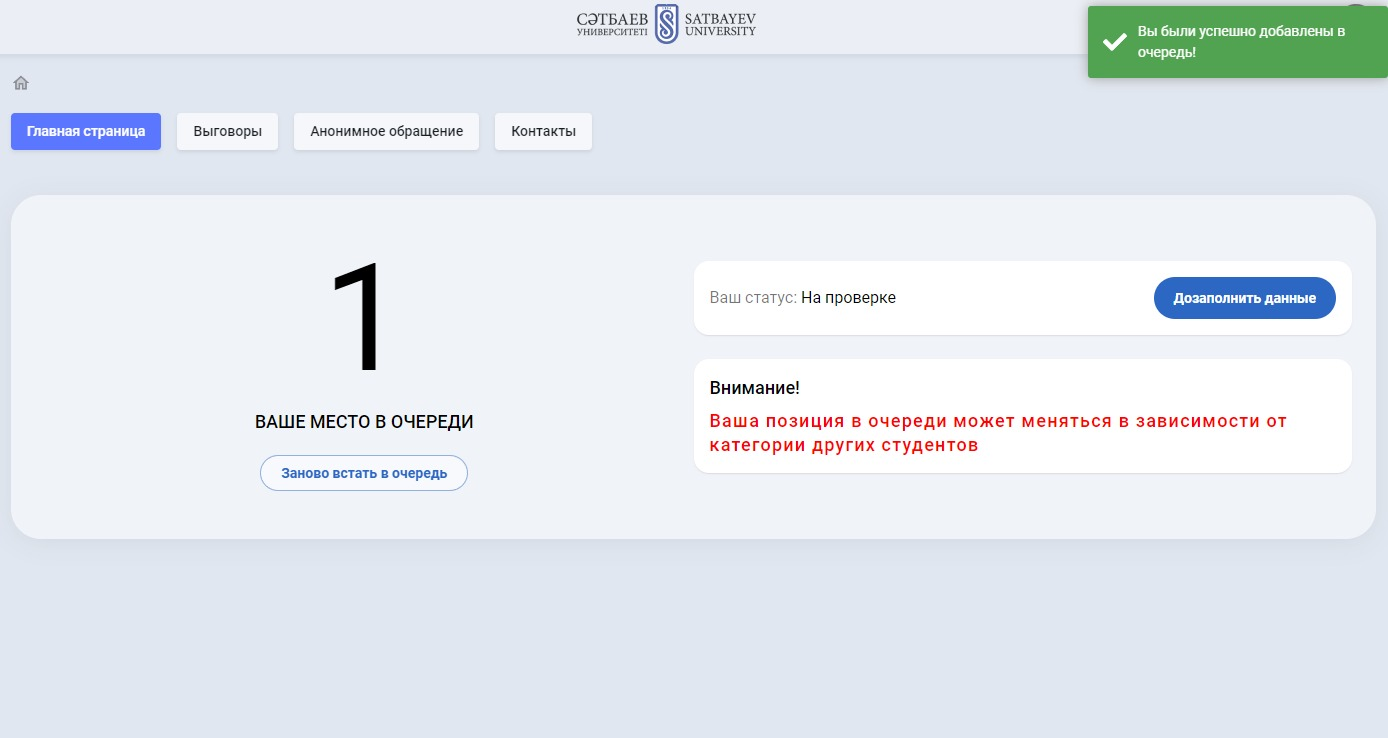 СӘТБАЕВ
УНИВЕРСИТЕТІ
SATBAYEV
UNIVERSITY
Вы были успешно добавлены в
очередь!
Главная страница
Выговоры
Анонимное обращение
Контакты
1
ВАШЕ МЕСТО В ОЧЕРЕДИ
Заново встать в очередь
Ваш статус: На проверке
Дозаполнить данные
Внимание!
Ваша позиция в очереди может меняться в зависимости от
категории других студентов